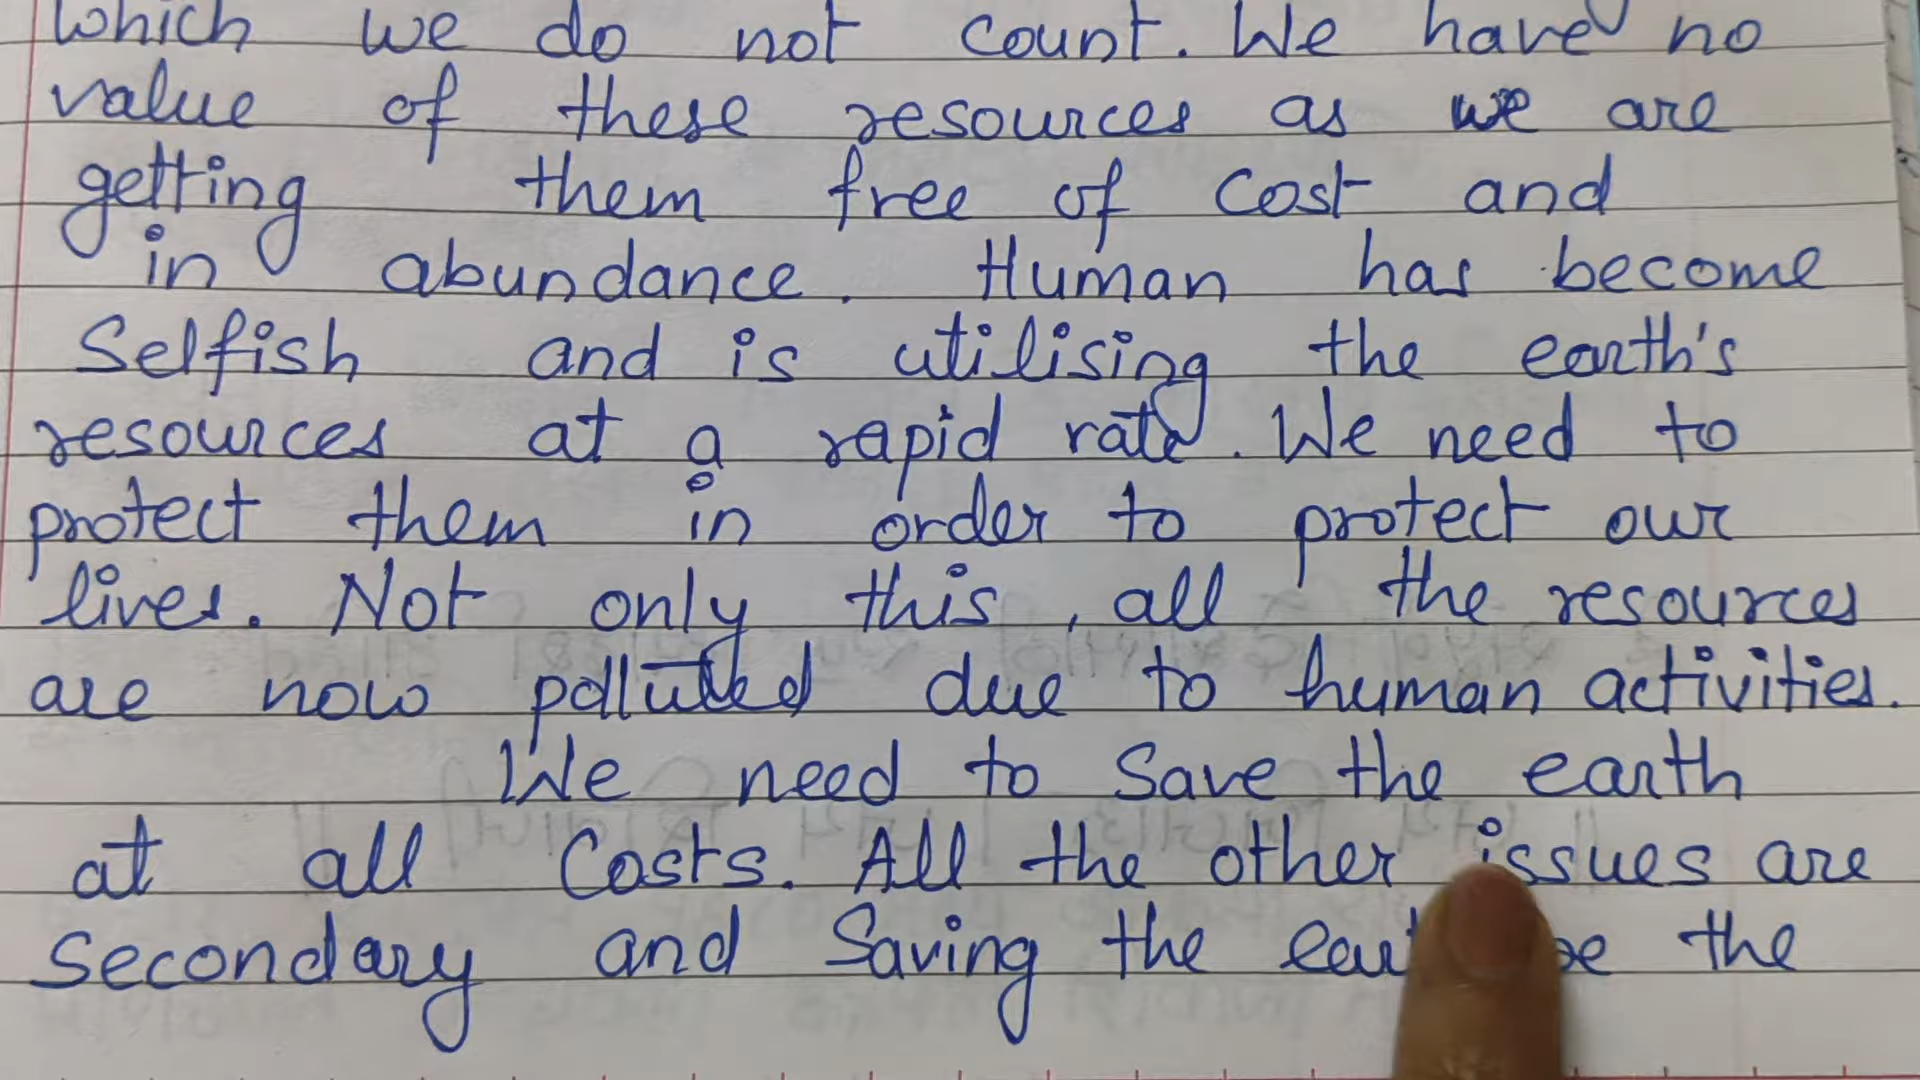 which we do not count. We have no
value of these resources as we are
getting them free of cost and
in abundance. Human has become
Selfish and is utilising the earth's
resources at a rapid rate. We need to
protect them in order to protect our
lives. Not only this, all the resources
are now polluted due to human activities.
We need to Save the earth
at all Costs. All the other issues are
Secondary and Saving the the